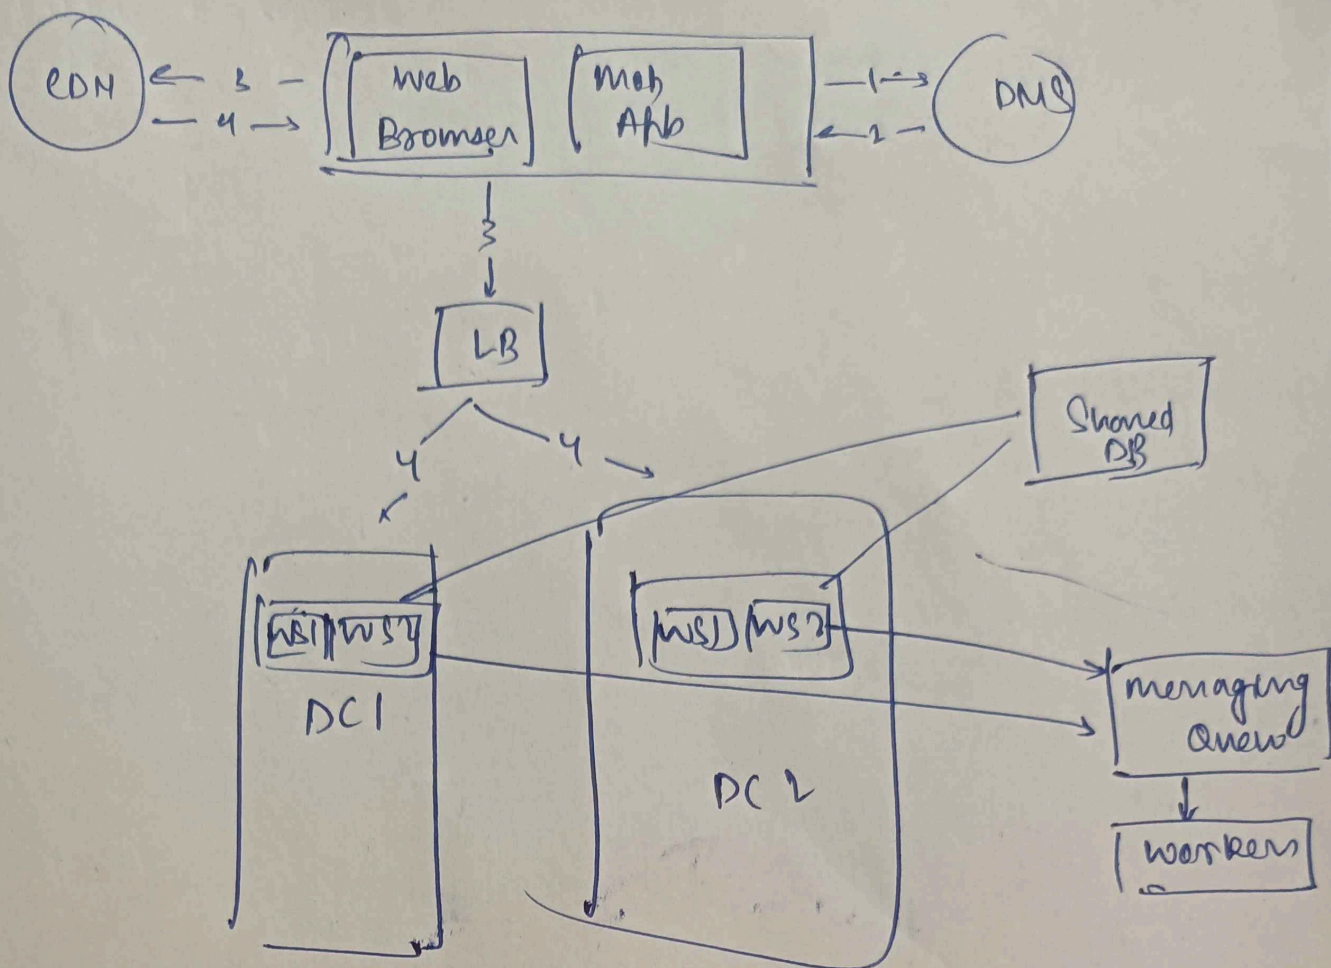 CDN
3
4
Web
Browser
Mob
App
1
2
DNS
3
LB
4
4
Shared
DB
WS1
WS2
DC1
WS1
WS2
DC 2
messaging
Queue
workers